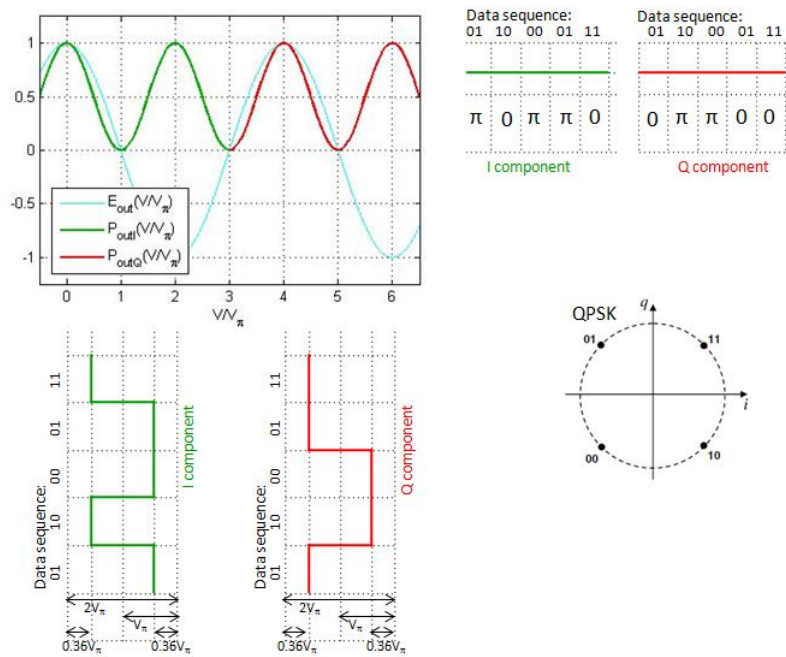 1
0.5
0
-0.5
-1
0 1 2 3 4 5 6
V/Vπ
Eout(V/Vπ)
PoutI(V/Vπ)
PoutQ(V/Vπ)
Data sequence:
01 10 00 01 11
π 0 π π 0
I component
Data sequence:
01 10 00 01 11
0 π π 0 0
Q component
11
01
00
10
01
Data sequence:
I component
2Vπ
Vπ
0.36Vπ 0.36Vπ
11
01
00
10
01
Data sequence:
Q component
2Vπ
Vπ
0.36Vπ 0.36Vπ
QPSK
q
01 11
i
00 10